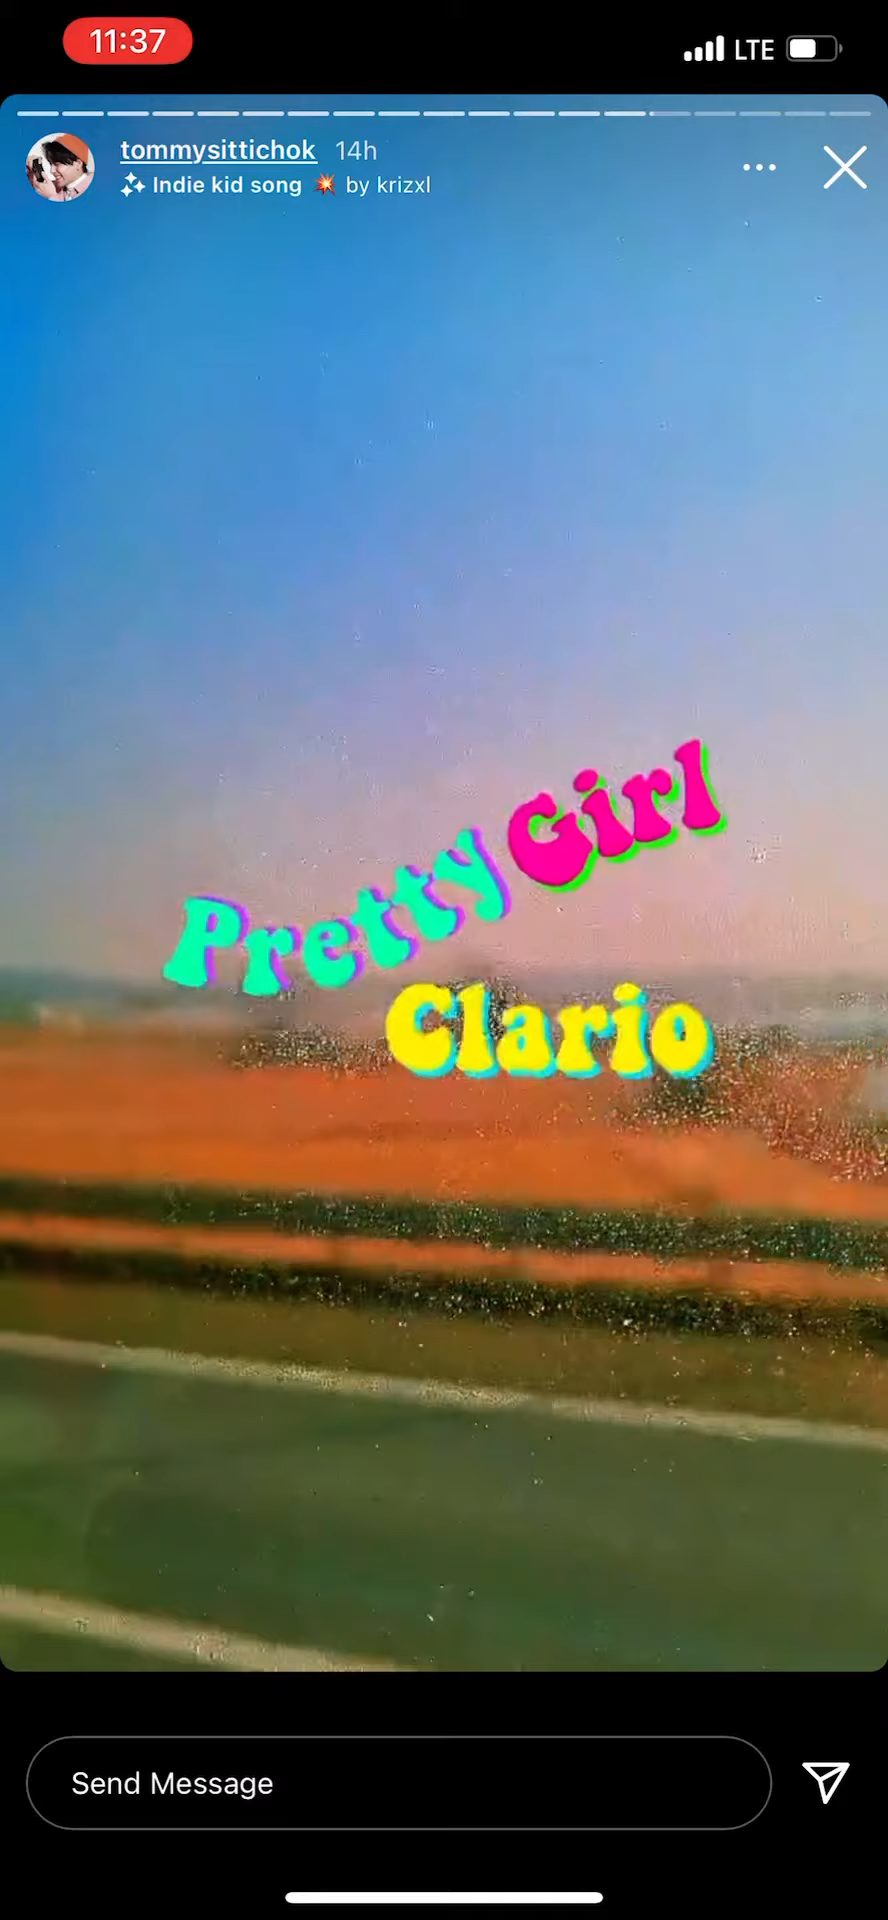 11:37
LTE
tommysittichok 14h
✨ Indie kid song 💥 by krizxl
Pretty Girl
Clario
Send Message